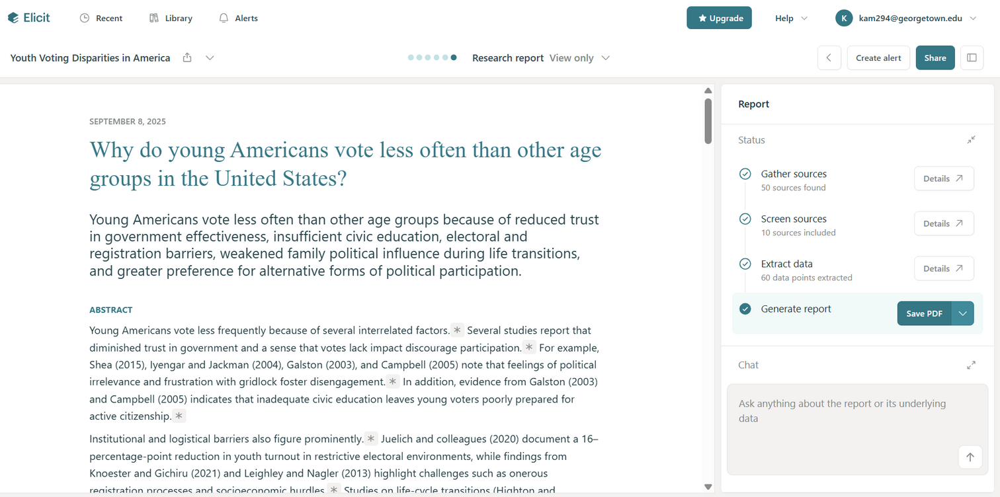 Elicit
Recent
Library
Alerts
Upgrade
Help
K
kam294@georgetown.edu
Youth Voting Disparities in America
Research report View only
Create alert
Share
SEPTEMBER 8, 2025
Why do young Americans vote less often than other age
groups in the United States?
Young Americans vote less often than other age groups because of reduced trust
in government effectiveness, insufficient civic education, electoral and
registration barriers, weakened family political influence during life transitions,
and greater preference for alternative forms of political participation.
ABSTRACT
Young Americans vote less frequently because of several interrelated factors. * Several studies report that
diminished trust in government and a sense that votes lack impact discourage participation. * For example,
Shea (2015), Iyengar and Jackman (2004), Galston (2003), and Campbell (2005) note that feelings of political
irrelevance and frustration with gridlock foster disengagement. * In addition, evidence from Galston (2003)
and Campbell (2005) indicates that inadequate civic education leaves young voters poorly prepared for
active citizenship. *
Institutional and logistical barriers also figure prominently. * Juelich and colleagues (2020) document a 16–
percentage-point reduction in youth turnout in restrictive electoral environments, while findings from
Knoester and Gichiru (2021) and Leighley and Nagler (2013) highlight challenges such as onerous
registration processes and socioeconomic hurdles. * Studies on life-cycle transitions (Highton and
Report
Status
Gather sources
50 sources found
Details
Screen sources
10 sources included
Details
Extract data
60 data points extracted
Details
Generate report
Save PDF
Chat
Ask anything about the report or its underlying
data